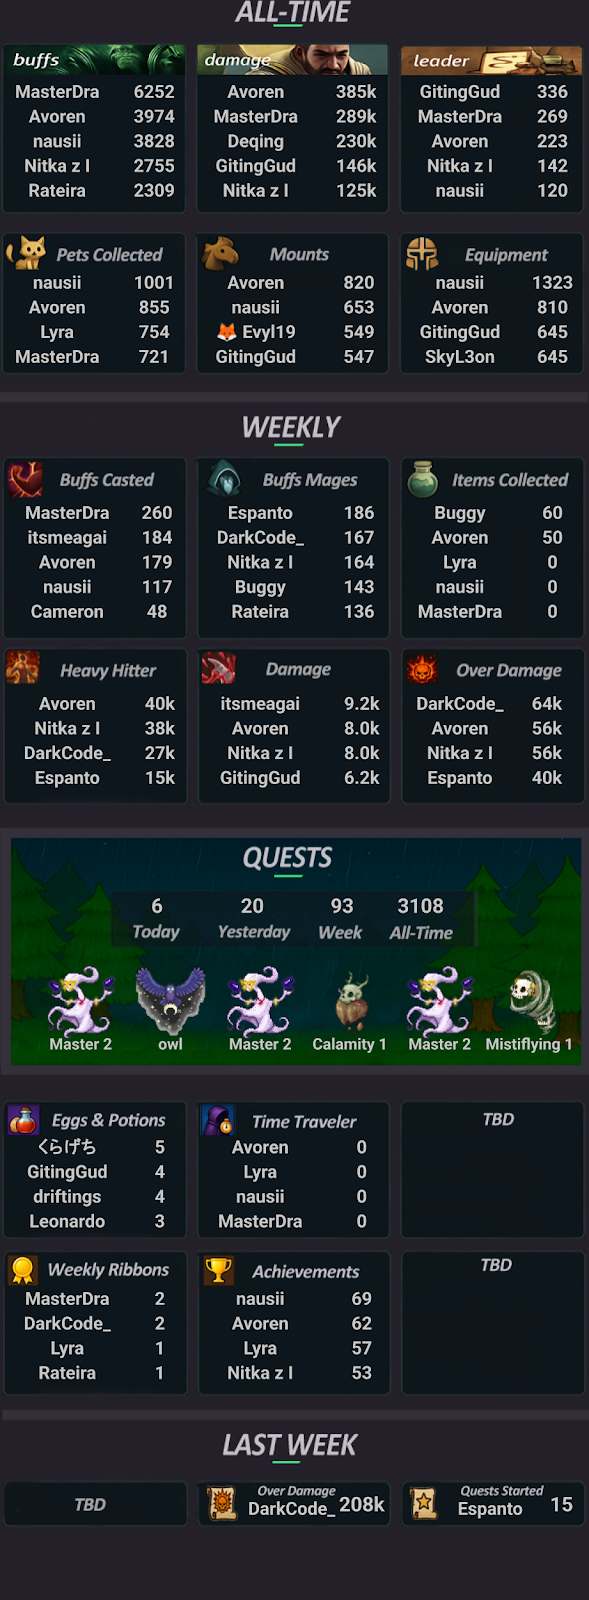 ALL-TIME
buffs
MasterDra 6252
Avoren 3974
nausii 3828
Nitka z l 2755
Rateira 2309
damage
Avoren 385k
MasterDra 289k
Deqing 230k
GitingGud 146k
Nitka z l 125k
leader
GitingGud 336
MasterDra 269
Avoren 223
Nitka z l 142
nausii 120
Pets Collected
nausii 1001
Avoren 855
Lyra 754
MasterDra 721
Mounts
Avoren 820
nausii 653
🦊 Evyl19 549
GitingGud 547
Equipment
nausii 1323
Avoren 810
GitingGud 645
SkyL3on 645
WEEKLY
Buffs Casted
MasterDra 260
itsmeagai 184
Avoren 179
nausii 117
Cameron 48
Buffs Mages
Espanto 186
DarkCode_ 167
Nitka z l 164
Buggy 143
Rateira 136
Items Collected
Buggy 60
Avoren 50
Lyra 0
nausii 0
MasterDra 0
Heavy Hitter
Avoren 40k
Nitka z l 38k
DarkCode_ 27k
Espanto 15k
Damage
itsmeagai 9.2k
Avoren 8.0k
Nitka z l 8.0k
GitingGud 6.2k
Over Damage
DarkCode_ 64k
Avoren 56k
Nitka z l 56k
Espanto 40k
QUESTS
6 20 93 3108
Today Yesterday Week All-Time
Master 2 owl Master 2 Calamity 1 Master 2 Mistiflying 1
Eggs & Potions
くらげち 5
GitingGud 4
driftings 4
Leonardo 3
Time Traveler
Avoren 0
Lyra 0
nausii 0
MasterDra 0
TBD
Weekly Ribbons
MasterDra 2
DarkCode_ 2
Lyra 1
Rateira 1
Achievements
nausii 69
Avoren 62
Lyra 57
Nitka z l 53
TBD
LAST WEEK
TBD
Over Damage
DarkCode_ 208k
Quests Started
Espanto 15